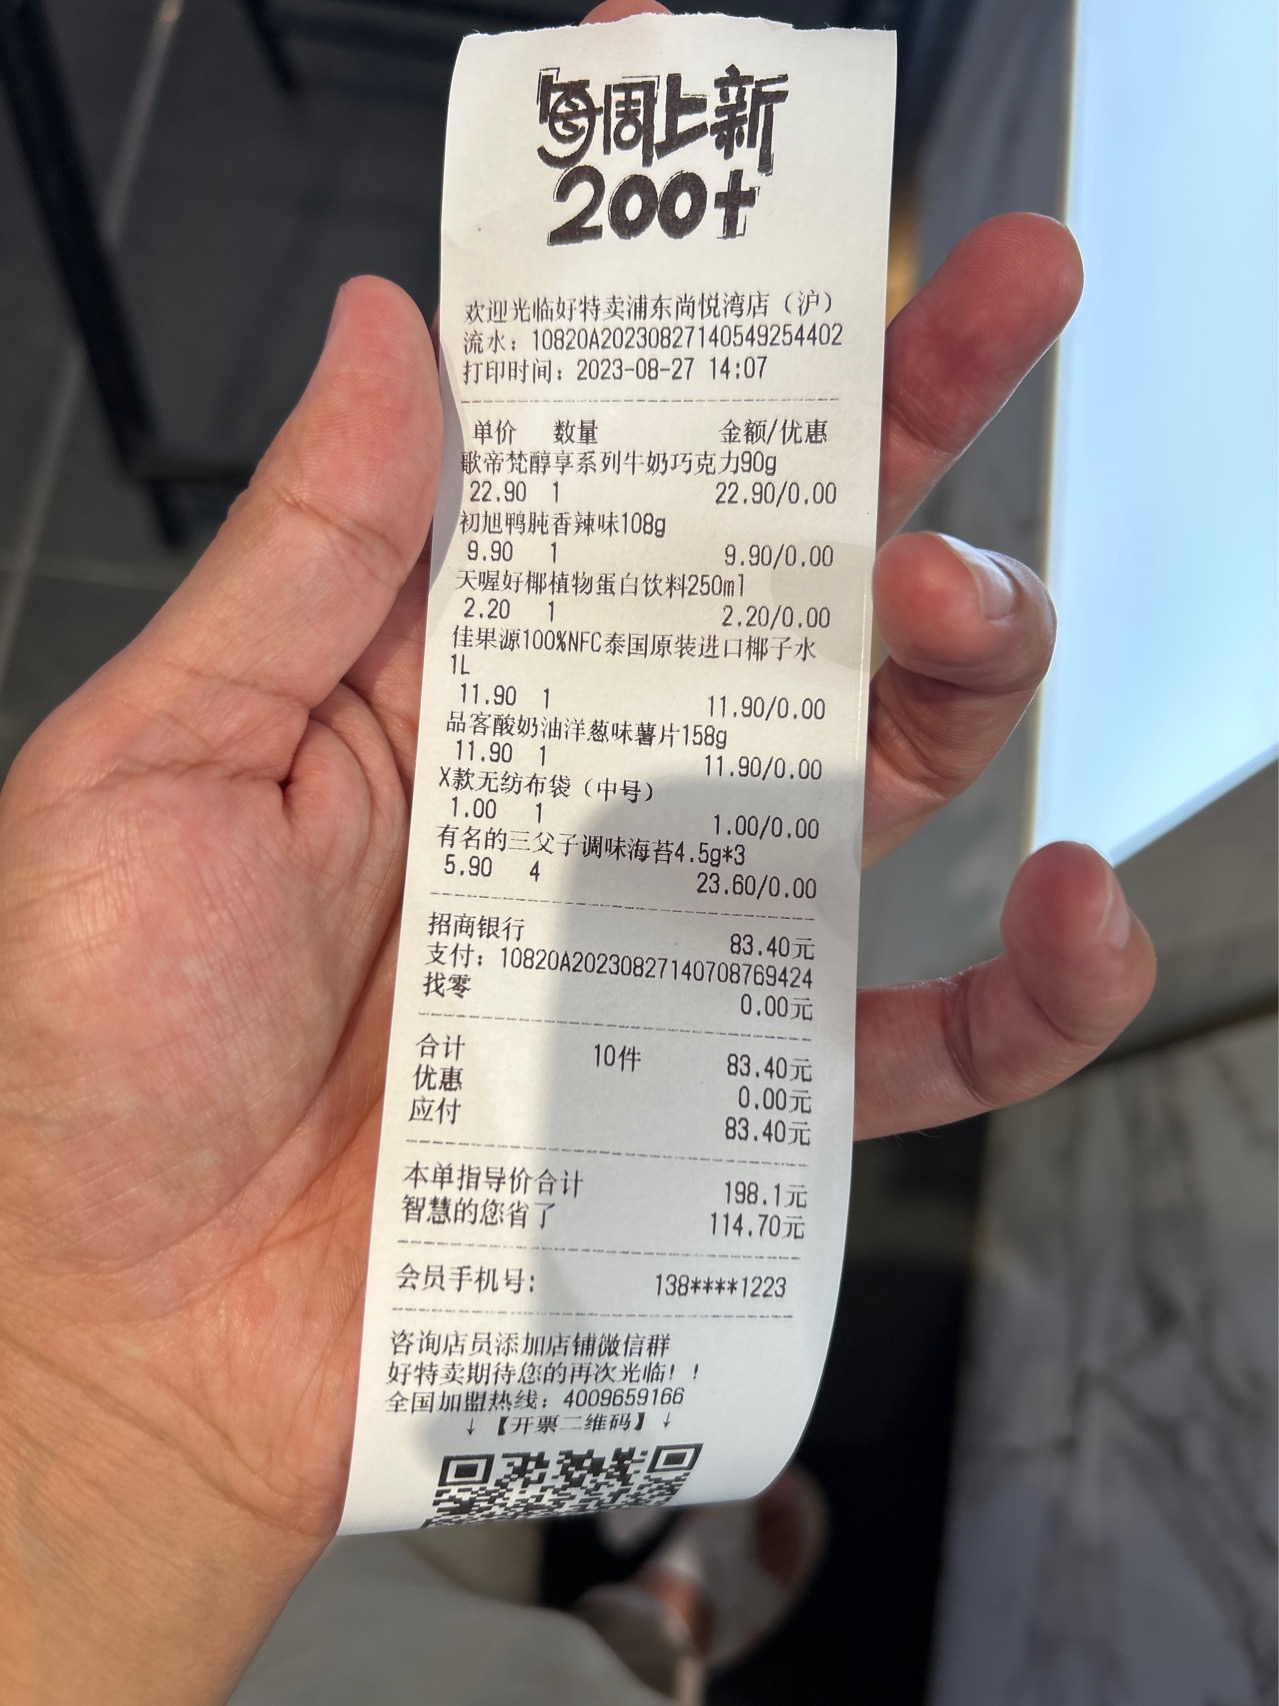 每周上新
200+
欢迎光临好特卖浦东尚悦湾店（沪）
流水：10820A20230827140549254402
打印时间：2023-08-27 14:07
单价 数量 金额/优惠
歌帝梵醇享系列牛奶巧克力90g
22.90 1 22.90/0.00
初旭鸭肫香辣味108g
9.90 1 9.90/0.00
天喔好椰植物蛋白饮料250ml
2.20 1 2.20/0.00
佳果源100%NFC泰国原装进口椰子水
1L
11.90 1 11.90/0.00
品客酸奶油洋葱味薯片158g
11.90 1 11.90/0.00
X款无纺布袋（中号）
1.00 1 1.00/0.00
有名的三父子调味海苔4.5g*3
5.90 4 23.60/0.00
招商银行 83.40元
支付：10820A20230827140708769424
找零 0.00元
合计 10件 83.40元
优惠 0.00元
应付 83.40元
本单指导价合计 198.1元
智慧的您省了 114.70元
会员手机号: 138****1223
咨询店员添加店铺微信群
好特卖期待您的再次光临！！
全国加盟热线：4009659166
↓【开票二维码】↓